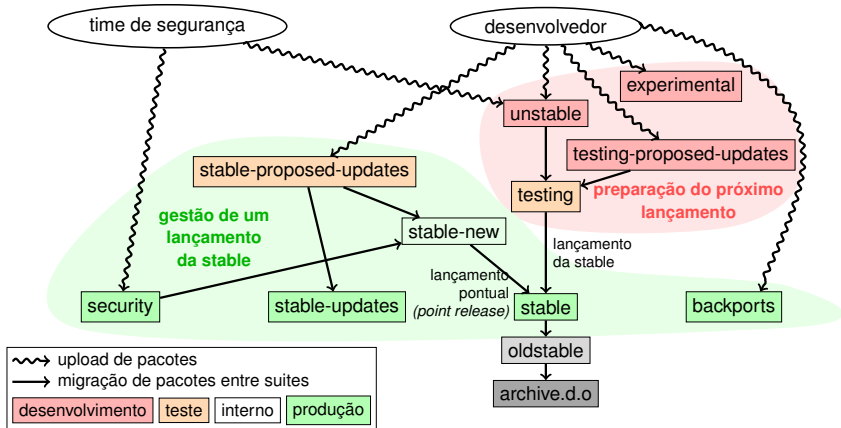 time de segurança
desenvolvedor
experimental
unstable
testing-proposed-updates
stable-proposed-updates
testing
preparação do próximo
lançamento
gestão de um
lançamento
da stable
stable-new
lançamento
da stable
lançamento
pontual
(point release)
security
stable-updates
stable
backports
oldstable
archive.d.o
upload de pacotes
migração de pacotes entre suites
desenvolvimento
teste
interno
produção